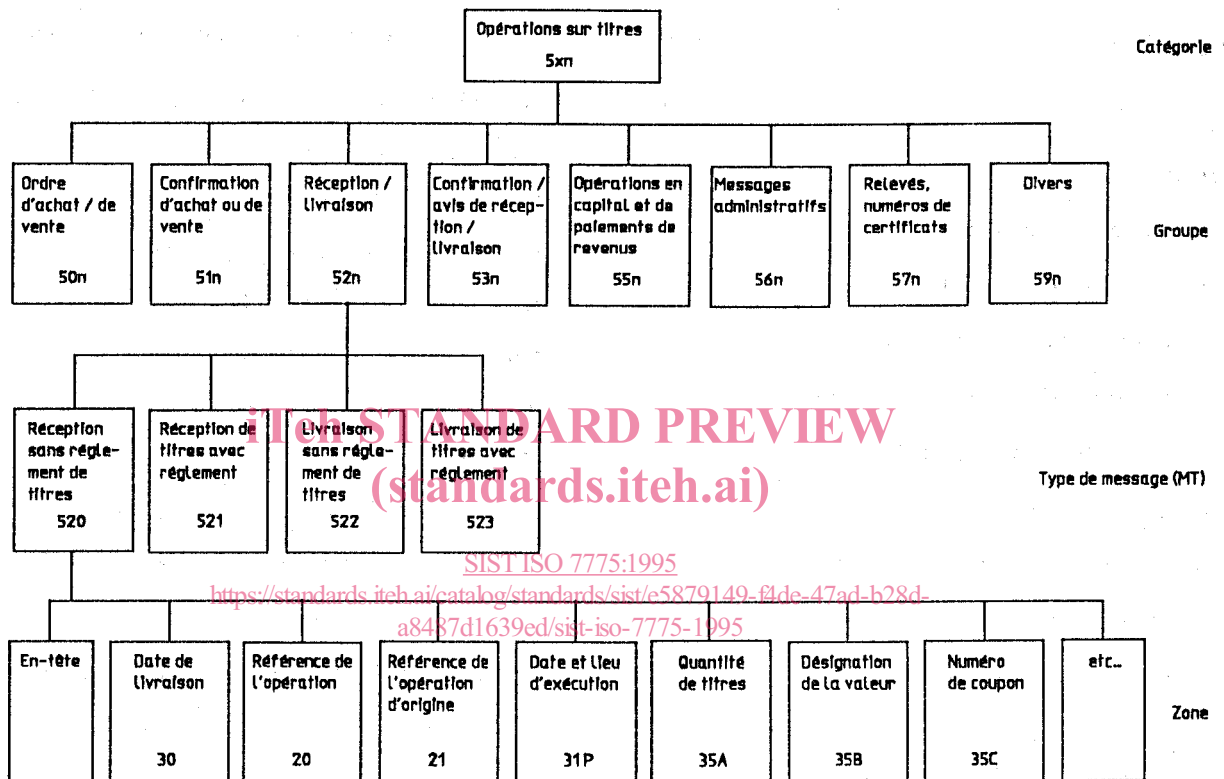 Opérations sur titres
5xn
Catégorie
Ordre
d'achat / de
vente
50n
Confirmation
d'achat ou de
vente
51n
Réception /
livraison
52n
Confirmation /
avis de récep-
tion /
livraison
53n
Opérations en
capital et de
paiements de
revenus
55n
Messages
administratifs
56n
Relevés,
numéros de
certificats
57n
Divers
59n
Groupe
Réception
sans régle-
ment de
titres
520
Réception de
titres avec
réglement
521
Livraison
sans régle-
ment de
titres
522
Livraison de
titres avec
réglement
523
Type de message (MT)
iTeh STANDARD PREVIEW
(standards.iteh.ai)
SIST ISO 7775:1995
https://standards.iteh.ai/catalog/standards/sist/e5879149-f4de-47ad-b28d-
a8487d1639ed/sist-iso-7775-1995
En-tête
Date de
livraison
30
Référence de
l'opération
20
Référence de
l'opération
d'origine
21
Date et lieu
d'exécution
31P
Quantité
de titres
35A
Désignation
de la valeur
35B
Numéro
de coupon
35C
etc..
Zone